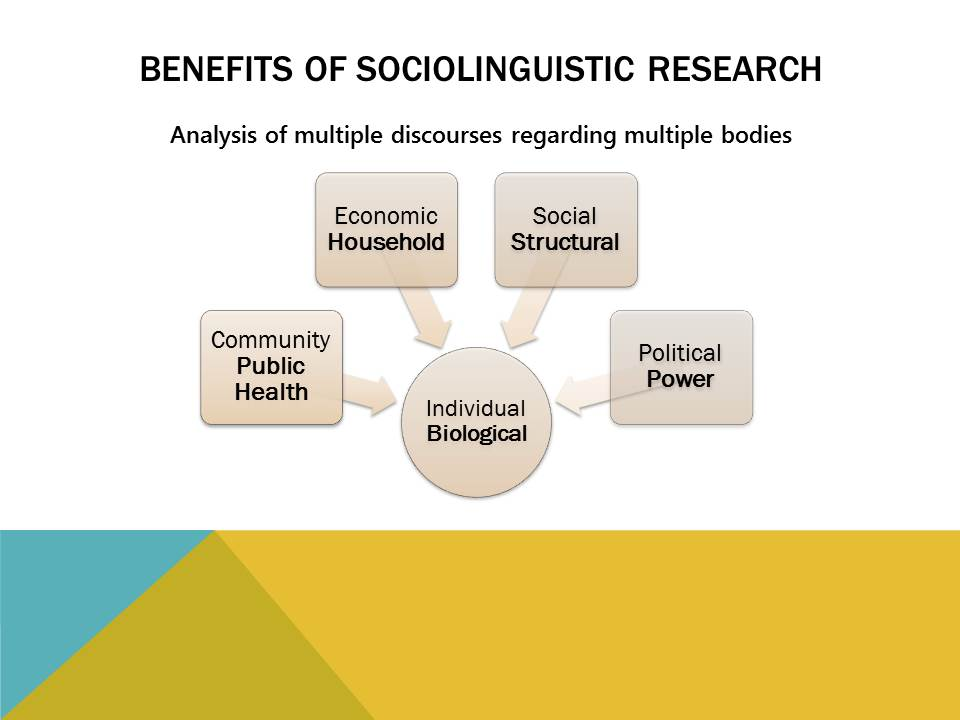 BENEFITS OF SOCIOLINGUISTIC RESEARCH
Analysis of multiple discourses regarding multiple bodies
Economic
Household
Social
Structural
Community
Public
Health
Political
Power
Individual
Biological